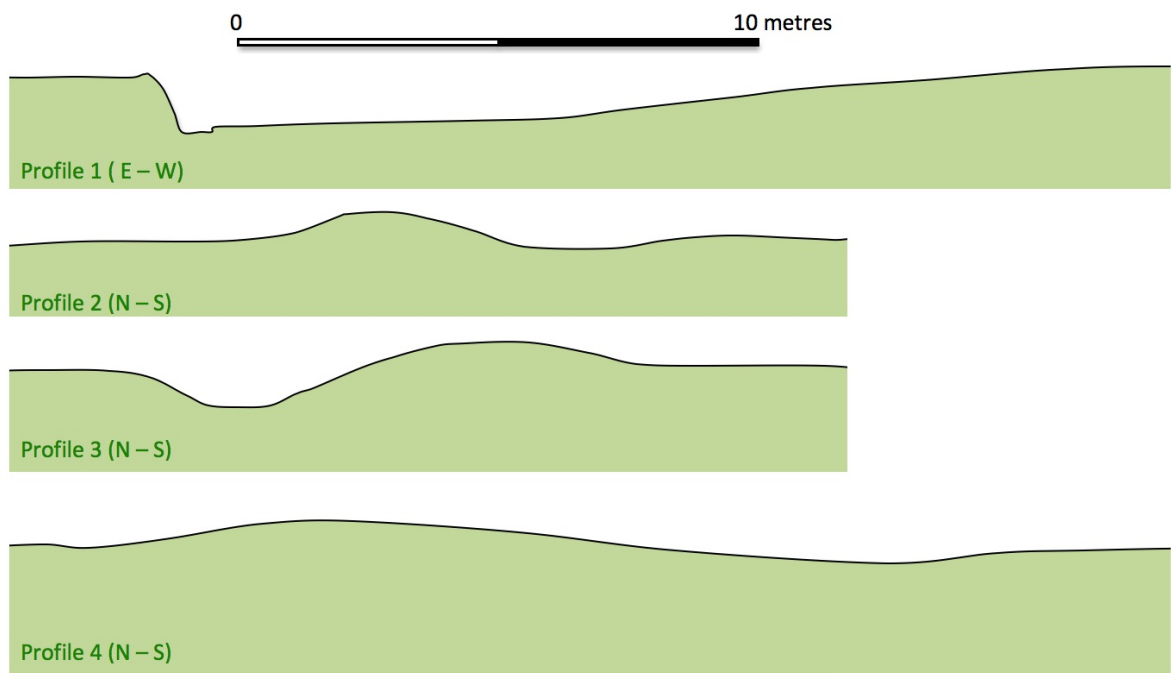 0 10 metres
Profile 1 ( E – W)
Profile 2 (N – S)
Profile 3 (N – S)
Profile 4 (N – S)